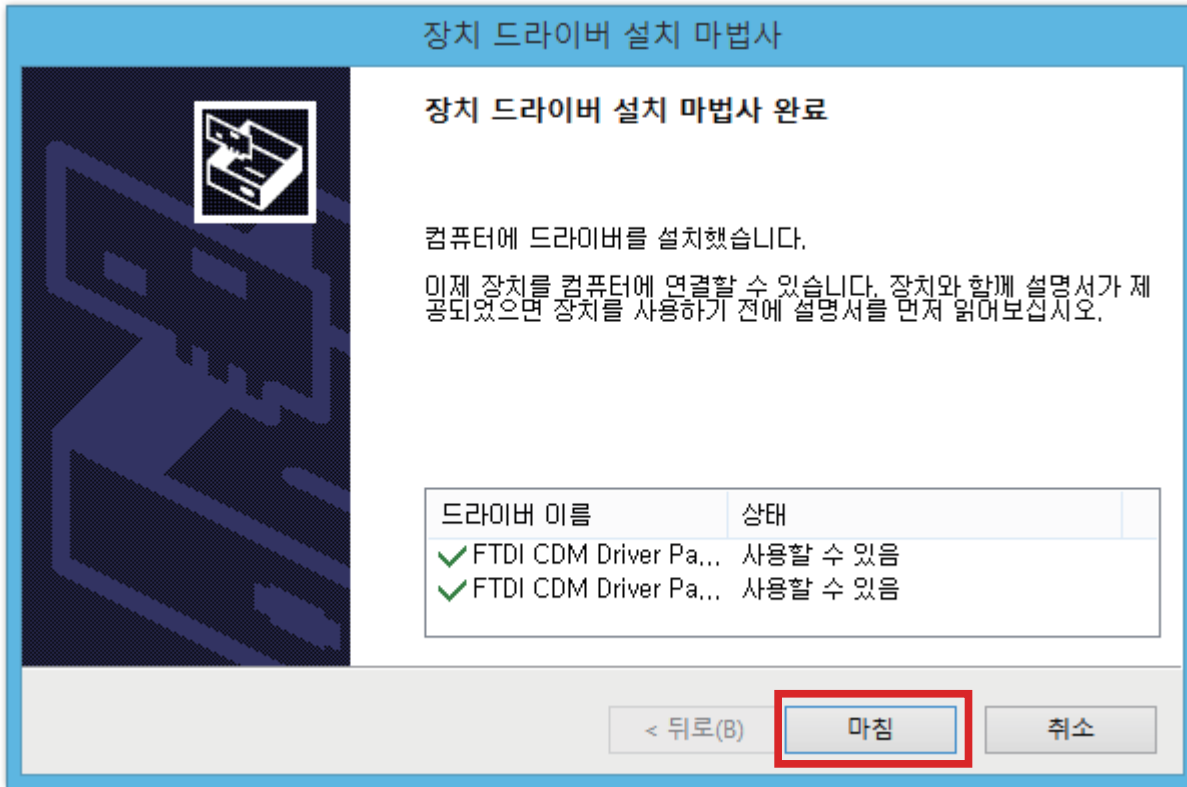 장치 드라이버 설치 마법사
장치 드라이버 설치 마법사 완료
컴퓨터에 드라이버를 설치했습니다.
이제 장치를 컴퓨터에 연결할 수 있습니다. 장치와 함께 설명서가 제
공되었으면 장치를 사용하기 전에 설명서를 먼저 읽어보십시오.
드라이버 이름 상태
FTDI CDM Driver Pa... 사용할 수 있음
FTDI CDM Driver Pa... 사용할 수 있음
< 뒤로(B) 마침 취소